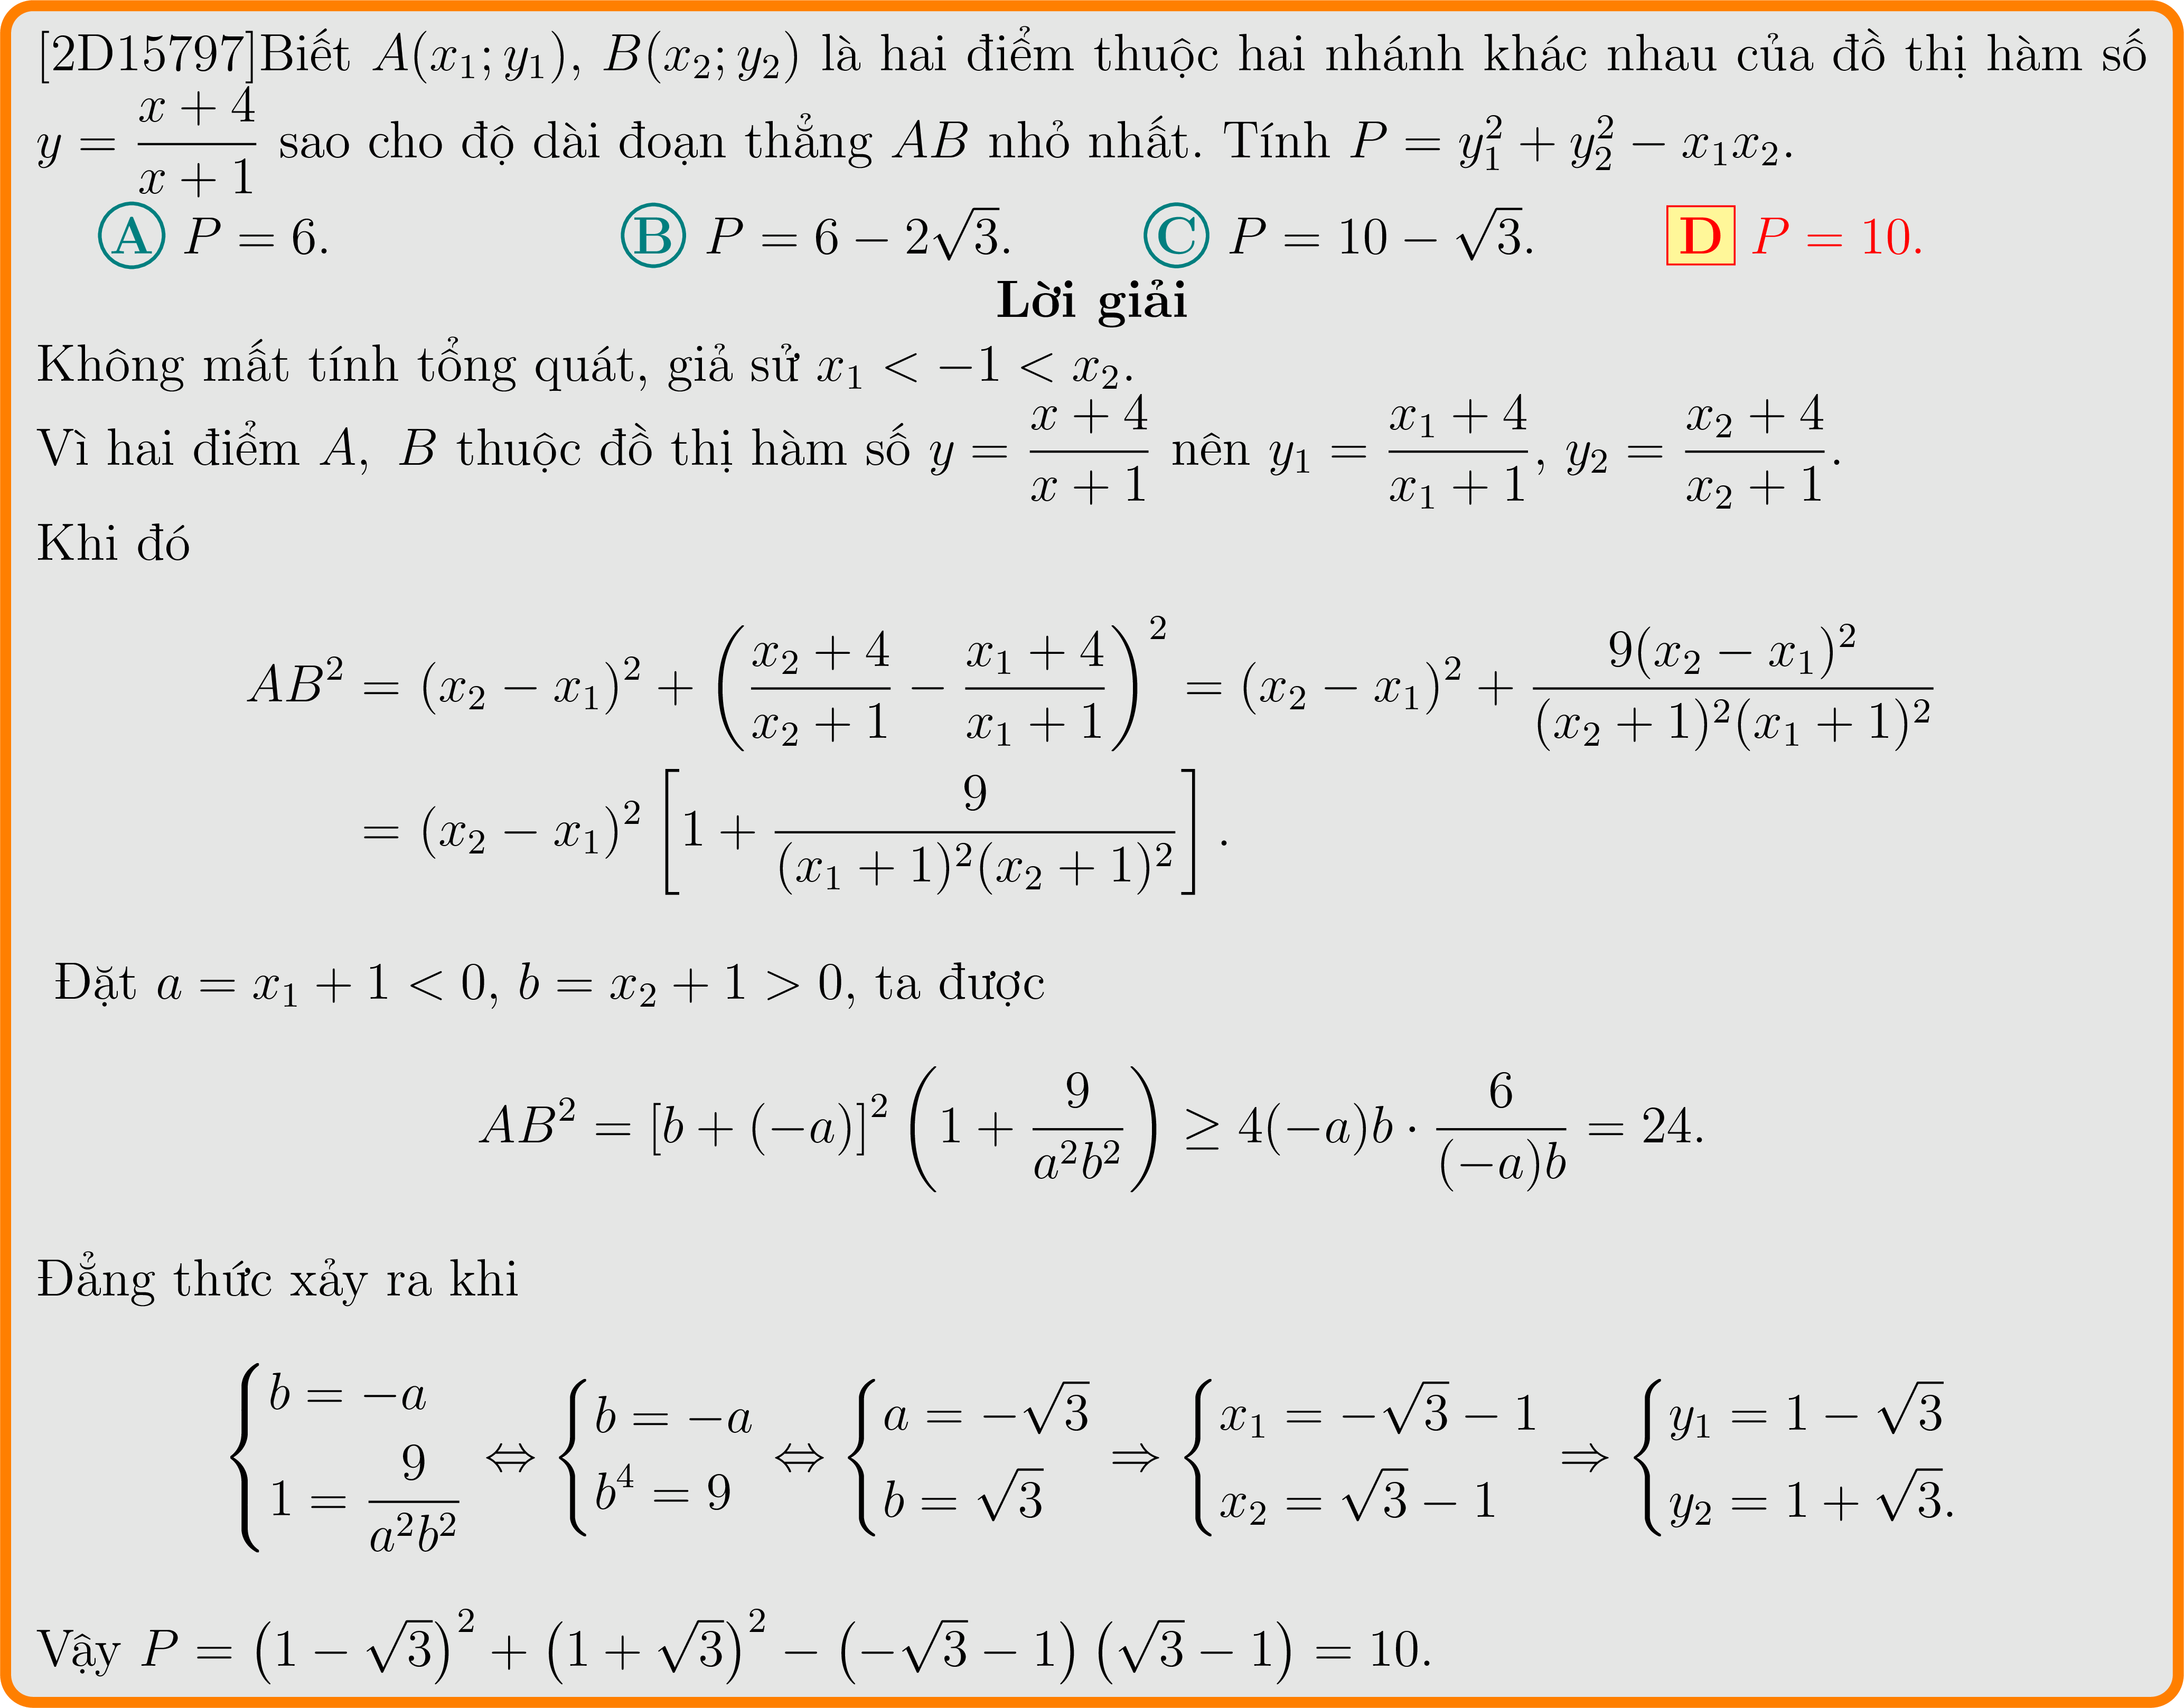 [2D15797]Biết $A(x_1; y_1)$, $B(x_2; y_2)$ là hai điểm thuộc hai nhánh khác nhau của đồ thị hàm số
$y = \dfrac{x+4}{x+1}$ sao cho độ dài đoạn thẳng $AB$ nhỏ nhất. Tính $P = y_1^2 + y_2^2 - x_1x_2$.
A $P = 6$. B $P = 6 - 2\sqrt{3}$. C $P = 10 - \sqrt{3}$. D $P = 10$.
Lời giải
Không mất tính tổng quát, giả sử $x_1 < -1 < x_2$.
Vì hai điểm $A,\ B$ thuộc đồ thị hàm số $y = \dfrac{x+4}{x+1}$ nên $y_1 = \dfrac{x_1+4}{x_1+1}$, $y_2 = \dfrac{x_2+4}{x_2+1}$.
Khi đó
$AB^2 = (x_2 - x_1)^2 + \left(\dfrac{x_2+4}{x_2+1} - \dfrac{x_1+4}{x_1+1}\right)^2 = (x_2 - x_1)^2 + \dfrac{9(x_2 - x_1)^2}{(x_2+1)^2(x_1+1)^2}$
$= (x_2 - x_1)^2 \left[1 + \dfrac{9}{(x_1+1)^2(x_2+1)^2}\right].$
Đặt $a = x_1 + 1 < 0$, $b = x_2 + 1 > 0$, ta được
$AB^2 = [b + (-a)]^2 \left(1 + \dfrac{9}{a^2b^2}\right) \geq 4(-a)b \cdot \dfrac{6}{(-a)b} = 24.$
Đẳng thức xảy ra khi
$\begin{cases} b = -a \\ 1 = \dfrac{9}{a^2b^2} \end{cases} \Leftrightarrow \begin{cases} b = -a \\ b^4 = 9 \end{cases} \Leftrightarrow \begin{cases} a = -\sqrt{3} \\ b = \sqrt{3} \end{cases} \Rightarrow \begin{cases} x_1 = -\sqrt{3} - 1 \\ x_2 = \sqrt{3} - 1 \end{cases} \Rightarrow \begin{cases} y_1 = 1 - \sqrt{3} \\ y_2 = 1 + \sqrt{3}. \end{cases}$
Vậy $P = \left(1 - \sqrt{3}\right)^2 + \left(1 + \sqrt{3}\right)^2 - \left(-\sqrt{3} - 1\right)\left(\sqrt{3} - 1\right) = 10.$